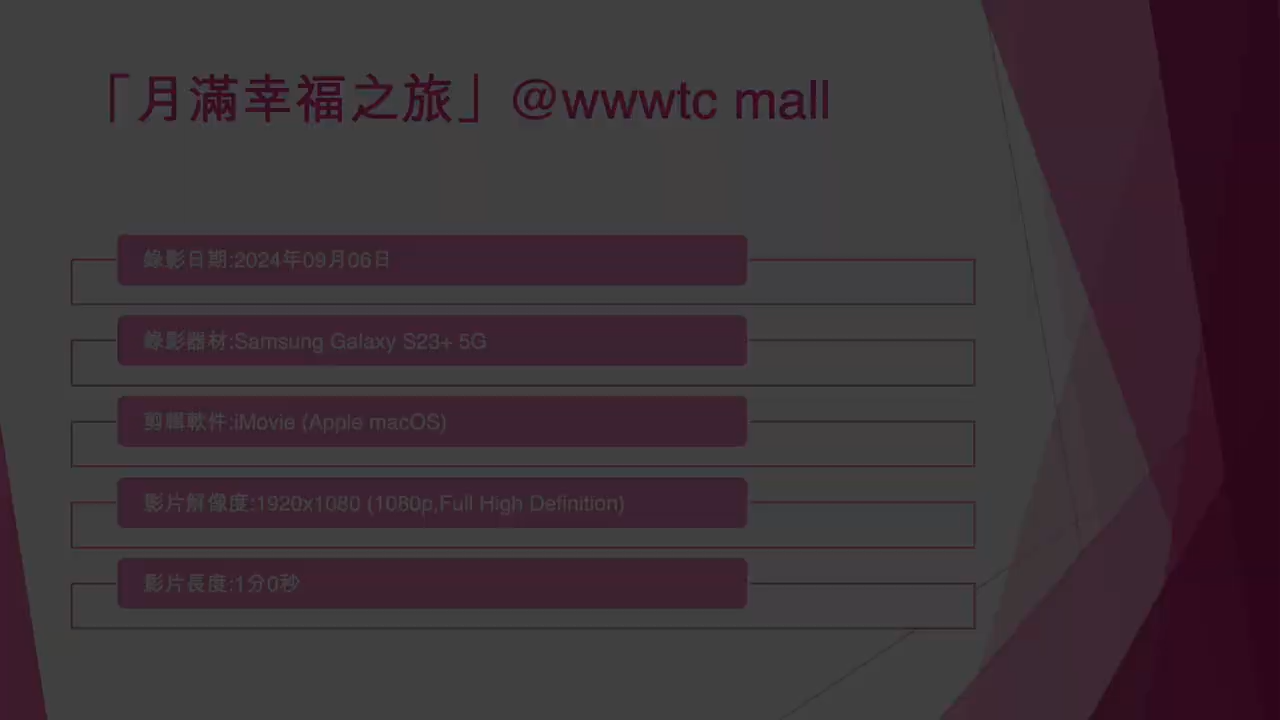 「月滿幸福之旅」@wwwtc mall
錄影日期:2024年09月06日
錄影器材:Samsung Galaxy S23+ 5G
剪輯軟件:iMovie (Apple macOS)
影片解像度:1920x1080 (1080p,Full High Definition)
影片長度:1分0秒